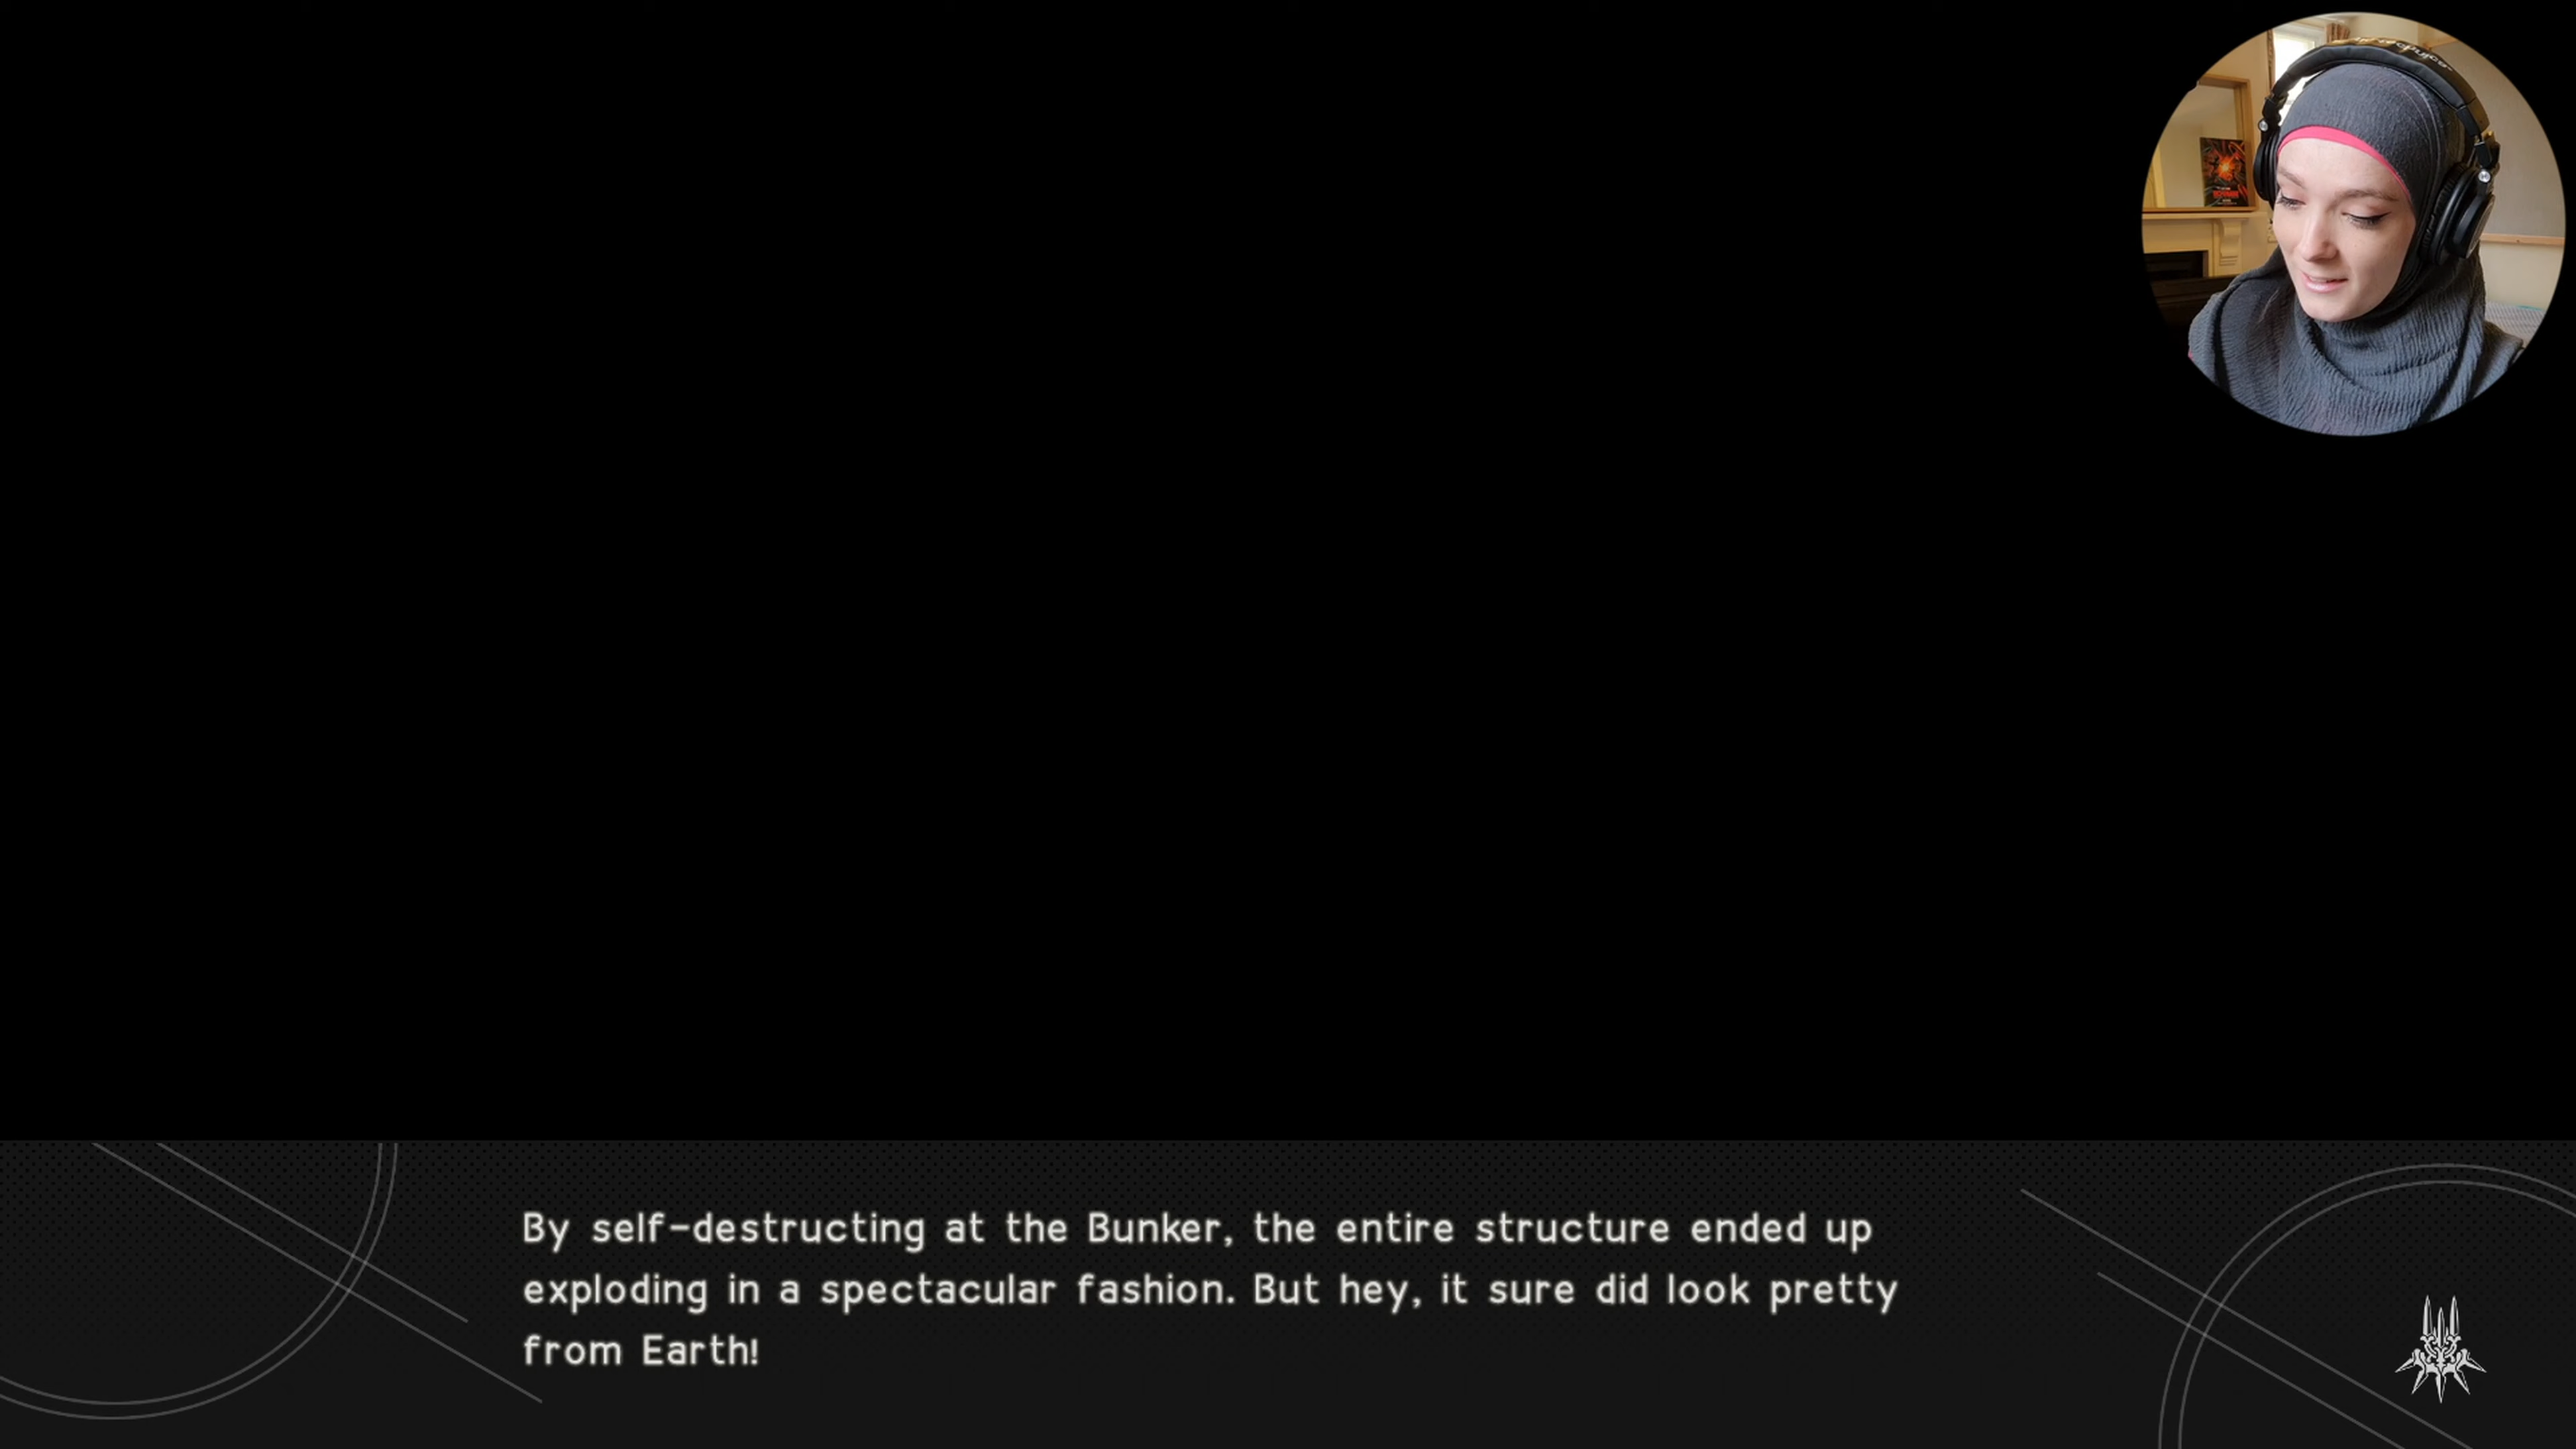 By self-destructing at the Bunker, the entire structure ended up
exploding in a spectacular fashion. But hey, it sure did look pretty
from Earth!